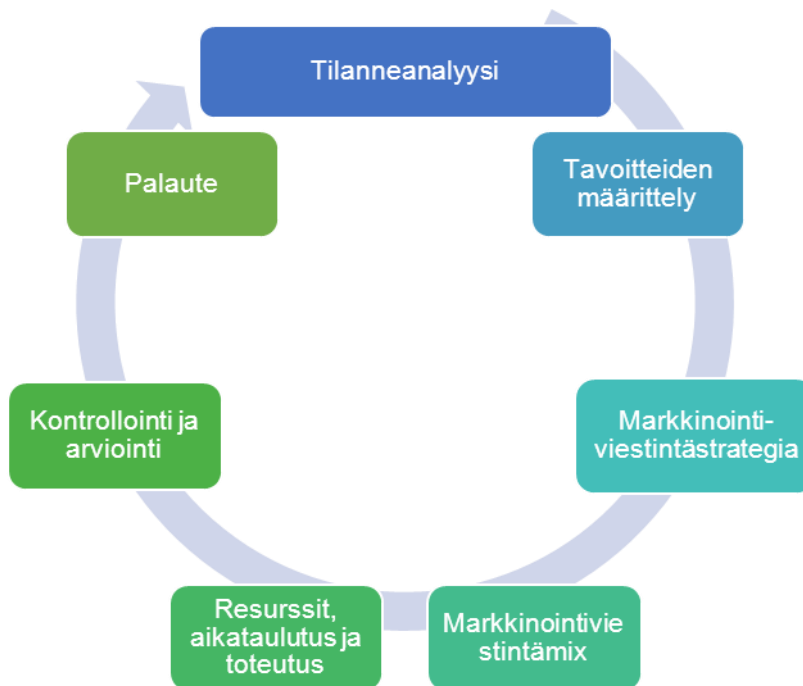 Tilanneanalyysi
Tavoitteiden
määrittely
Markkinointi-
viestintästrategia
Markkinointivie
stintämix
Resurssit,
aikataulutus ja
toteutus
Kontrollointi ja
arviointi
Palaute